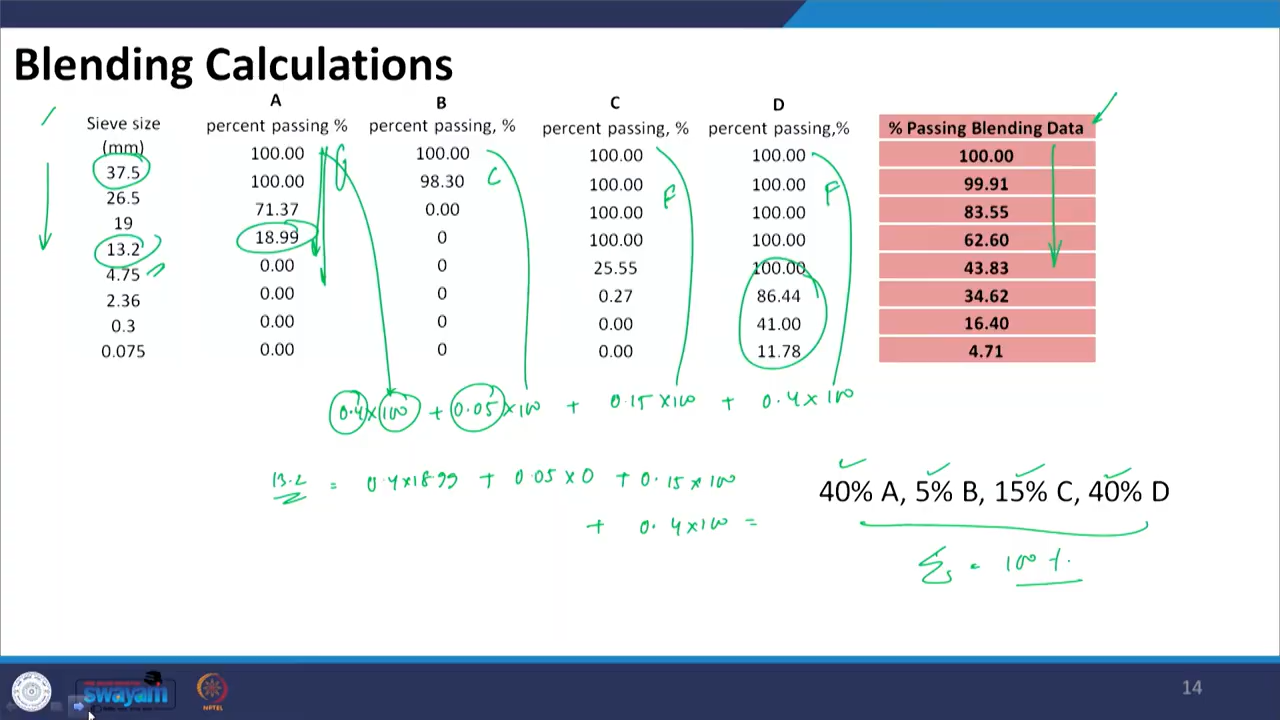 Blending Calculations
A B C D
Sieve size (mm) percent passing % percent passing, % percent passing, % percent passing,% % Passing Blending Data
37.5 100.00 100.00 100.00 100.00 100.00
26.5 100.00 98.30 100.00 100.00 99.91
19 71.37 0.00 100.00 100.00 83.55
13.2 18.99 0 100.00 100.00 62.60
4.75 0.00 0 25.55 100.00 43.83
2.36 0.00 0 0.27 86.44 34.62
0.3 0.00 0 0.00 41.00 16.40
0.075 0.00 0 0.00 11.78 4.71
C F F
0.4 × 100 + 0.05 × 100 + 0.15 × 100 + 0.4 × 100
13.2 = 0.4 × 18.99 + 0.05 × 0 + 0.15 × 100
+ 0.4 × 100 =
40% A, 5% B, 15% C, 40% D
Σ = 100 %
swayam
NPTEL
14